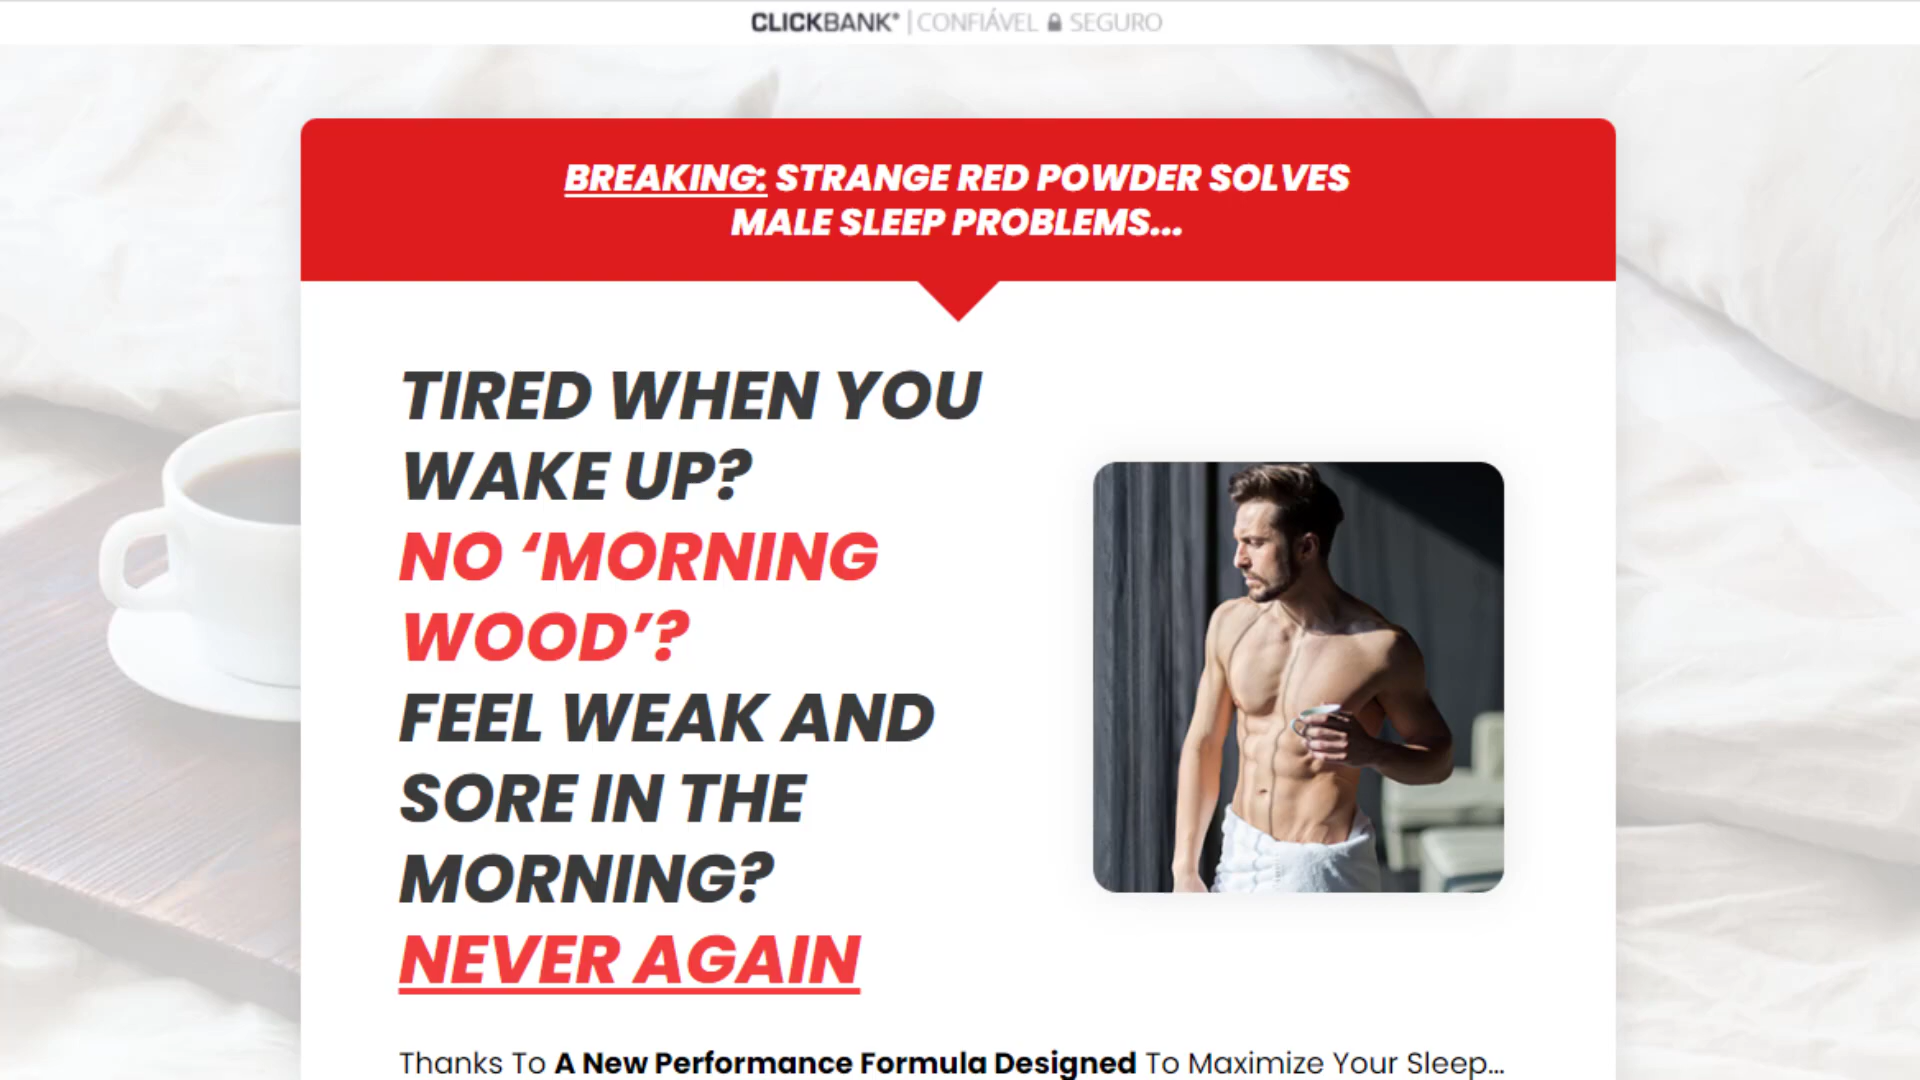 CLICKBANK® | CONFIÁVEL SEGURO
BREAKING: STRANGE RED POWDER SOLVES
MALE SLEEP PROBLEMS...
TIRED WHEN YOU
WAKE UP?
NO ‘MORNING
WOOD’?
FEEL WEAK AND
SORE IN THE
MORNING?
NEVER AGAIN
Thanks To A New Performance Formula Designed To Maximize Your Sleep...